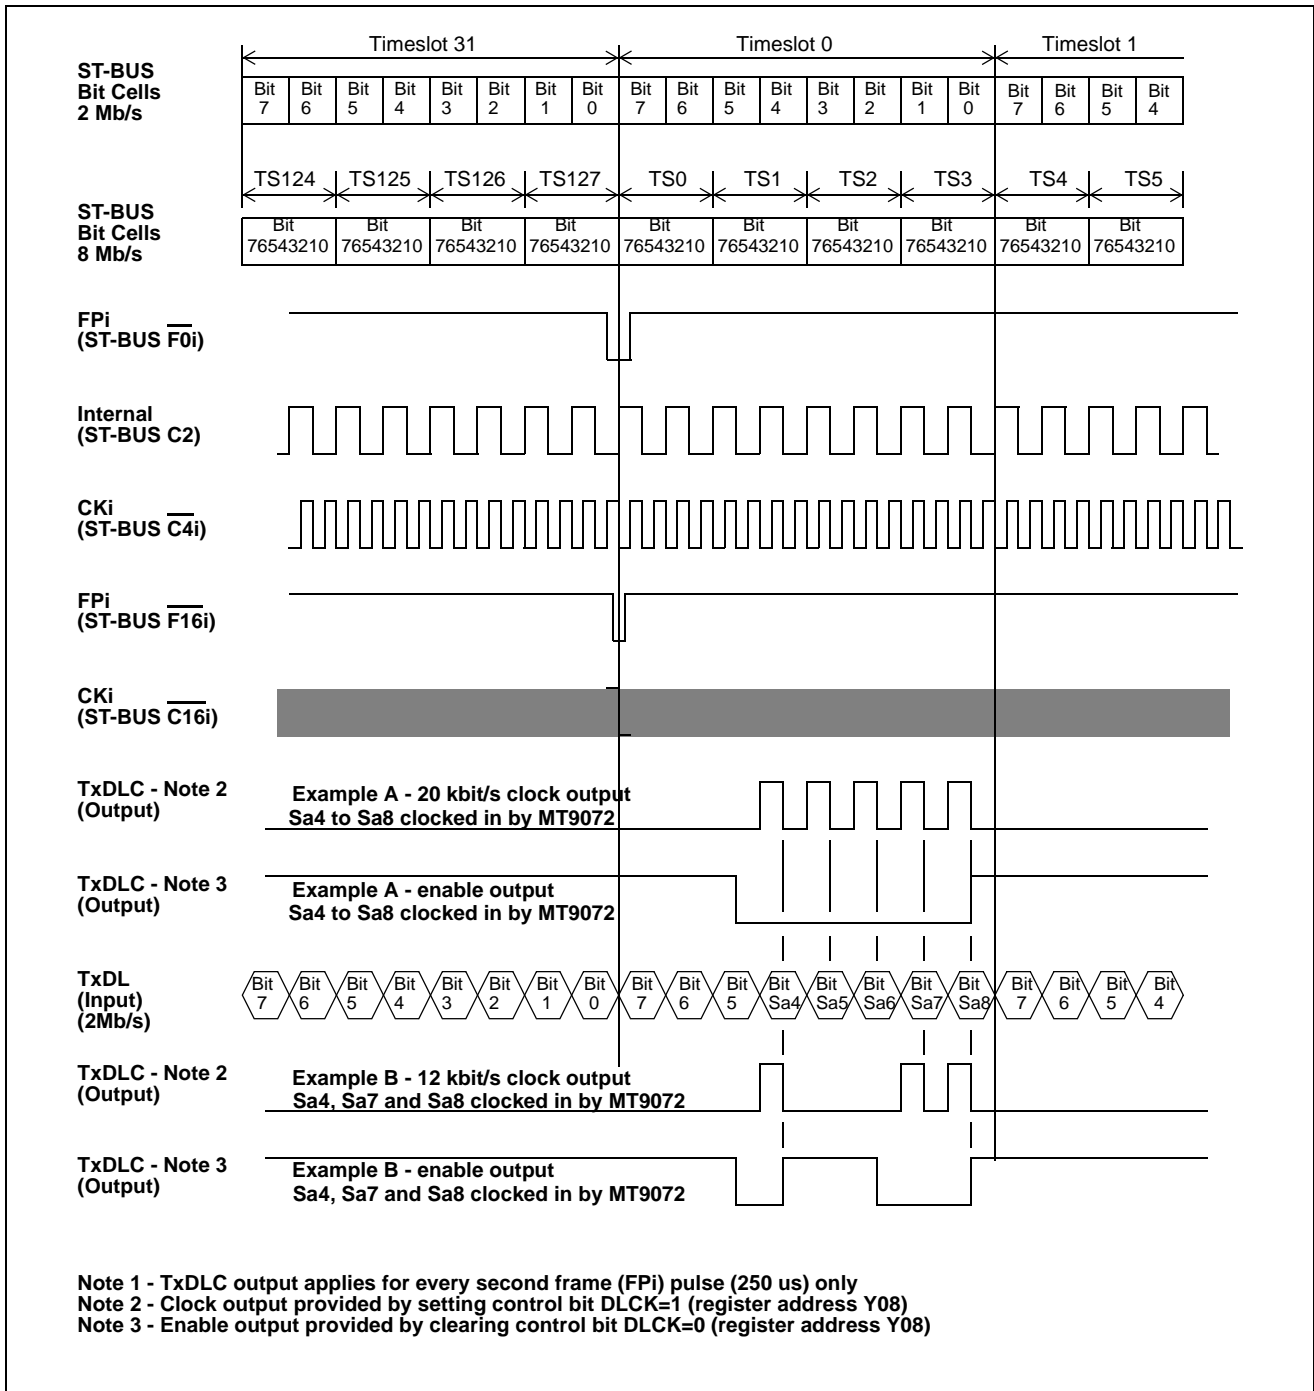 Timeslot 31 Timeslot 0 Timeslot 1
ST-BUS
Bit Cells
2 Mb/s
Bit 7 Bit 6 Bit 5 Bit 4 Bit 3 Bit 2 Bit 1 Bit 0 Bit 7 Bit 6 Bit 5 Bit 4 Bit 3 Bit 2 Bit 1 Bit 0 Bit 7 Bit 6 Bit 5 Bit 4
TS124 TS125 TS126 TS127 TS0 TS1 TS2 TS3 TS4 TS5
ST-BUS
Bit Cells
8 Mb/s
Bit Bit Bit Bit Bit Bit Bit Bit Bit Bit
76543210 76543210 76543210 76543210 76543210 76543210 76543210 76543210 76543210 76543210
FPi
(ST-BUS F0i)
Internal
(ST-BUS C2)
CKi
(ST-BUS C4i)
FPi
(ST-BUS F16i)
CKi
(ST-BUS C16i)
TxDLC - Note 2
(Output)
Example A - 20 kbit/s clock output
Sa4 to Sa8 clocked in by MT9072
TxDLC - Note 3
(Output)
Example A - enable output
Sa4 to Sa8 clocked in by MT9072
TxDL
(Input)
(2Mb/s)
Bit 7 Bit 6 Bit 5 Bit 4 Bit 3 Bit 2 Bit 1 Bit 0 Bit 7 Bit 6 Bit 5 Bit Sa4 Bit Sa5 Bit Sa6 Bit Sa7 Bit Sa8 Bit 7 Bit 6 Bit 5 Bit 4
TxDLC - Note 2
(Output)
Example B - 12 kbit/s clock output
Sa4, Sa7 and Sa8 clocked in by MT9072
TxDLC - Note 3
(Output)
Example B - enable output
Sa4, Sa7 and Sa8 clocked in by MT9072
Note 1 - TxDLC output applies for every second frame (FPi) pulse (250 us) only
Note 2 - Clock output provided by setting control bit DLCK=1 (register address Y08)
Note 3 - Enable output provided by clearing control bit DLCK=0 (register address Y08)